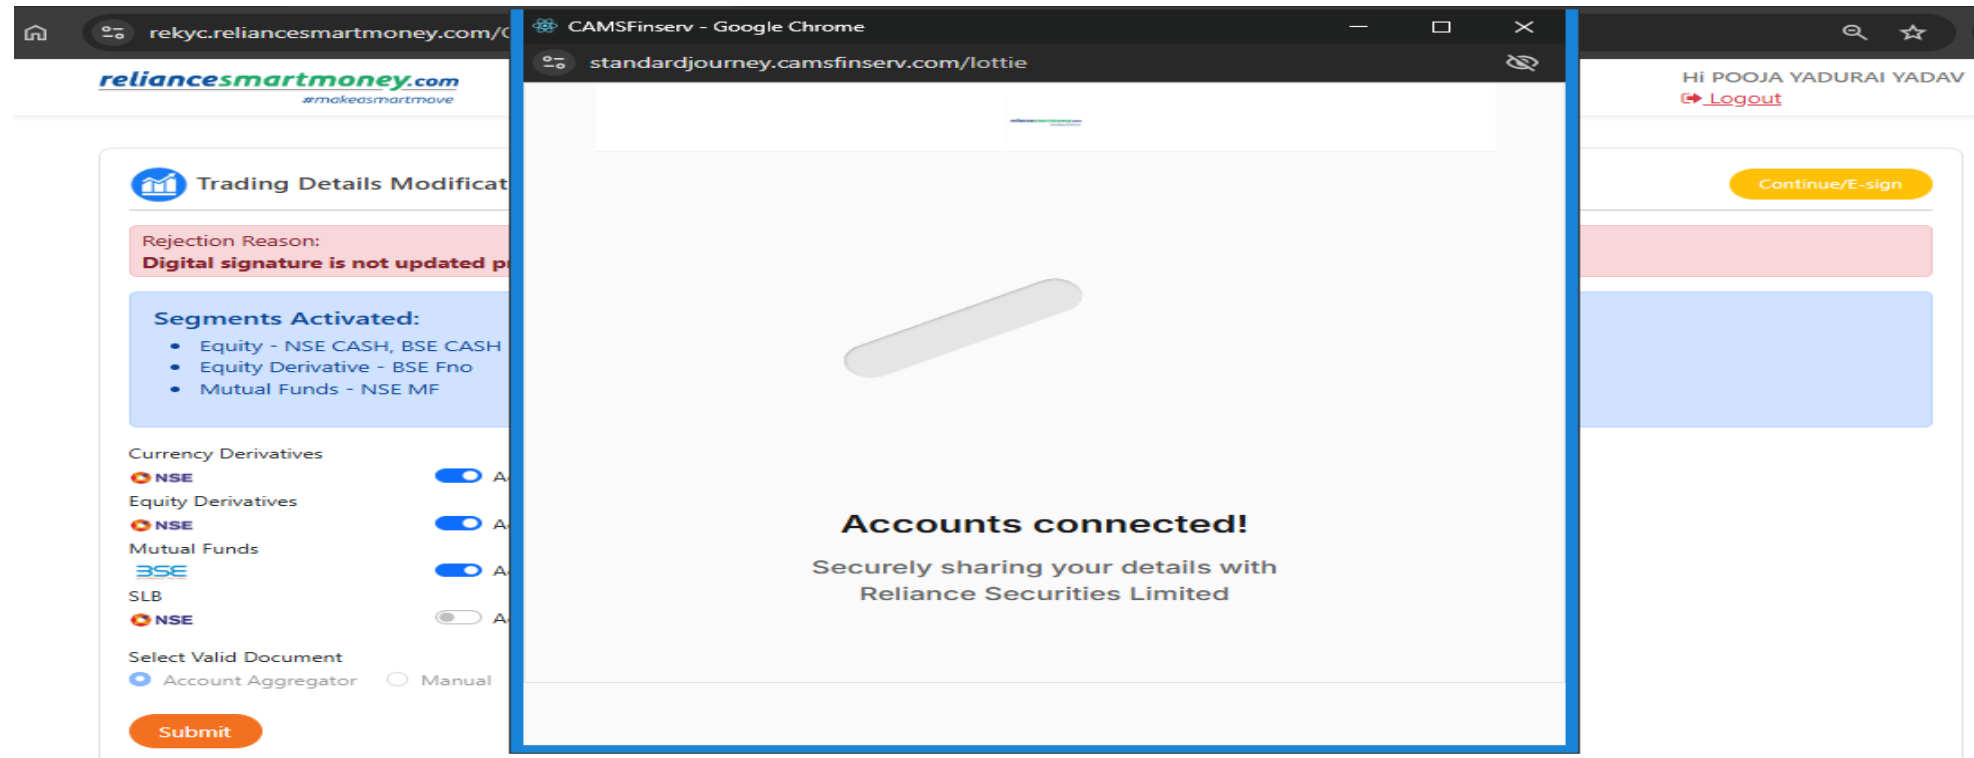 rekyc.reliancesmartmoney.com/
CAMSFinserv - Google Chrome
standardjourney.camsfinserv.com/lottie
reliancesmartmoney.com
#makeasmartmove
Hi POOJA YADURAI YADAV
Logout
Trading Details Modificat
Continue/E-sign
Rejection Reason:
Digital signature is not updated p
Segments Activated:
• Equity - NSE CASH, BSE CASH
• Equity Derivative - BSE Fno
• Mutual Funds - NSE MF
Currency Derivatives
NSE
Equity Derivatives
NSE
Mutual Funds
BSE
SLB
NSE
Select Valid Document
Account Aggregator Manual
Submit
reliancesmartmoney.com
Accounts connected!
Securely sharing your details with
Reliance Securities Limited